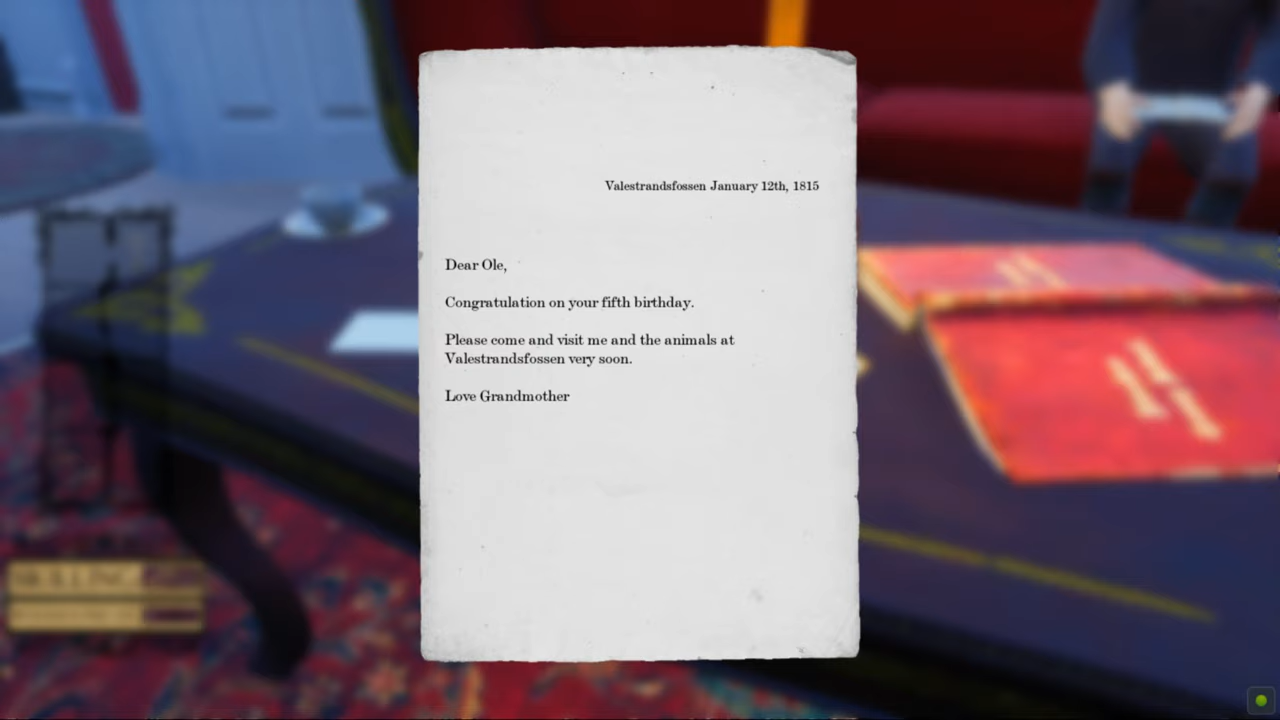 Valestrandsfossen January 12th, 1815
Dear Ole,
Congratulation on your fifth birthday.
Please come and visit me and the animals at
Valestrandsfossen very soon.
Love Grandmother